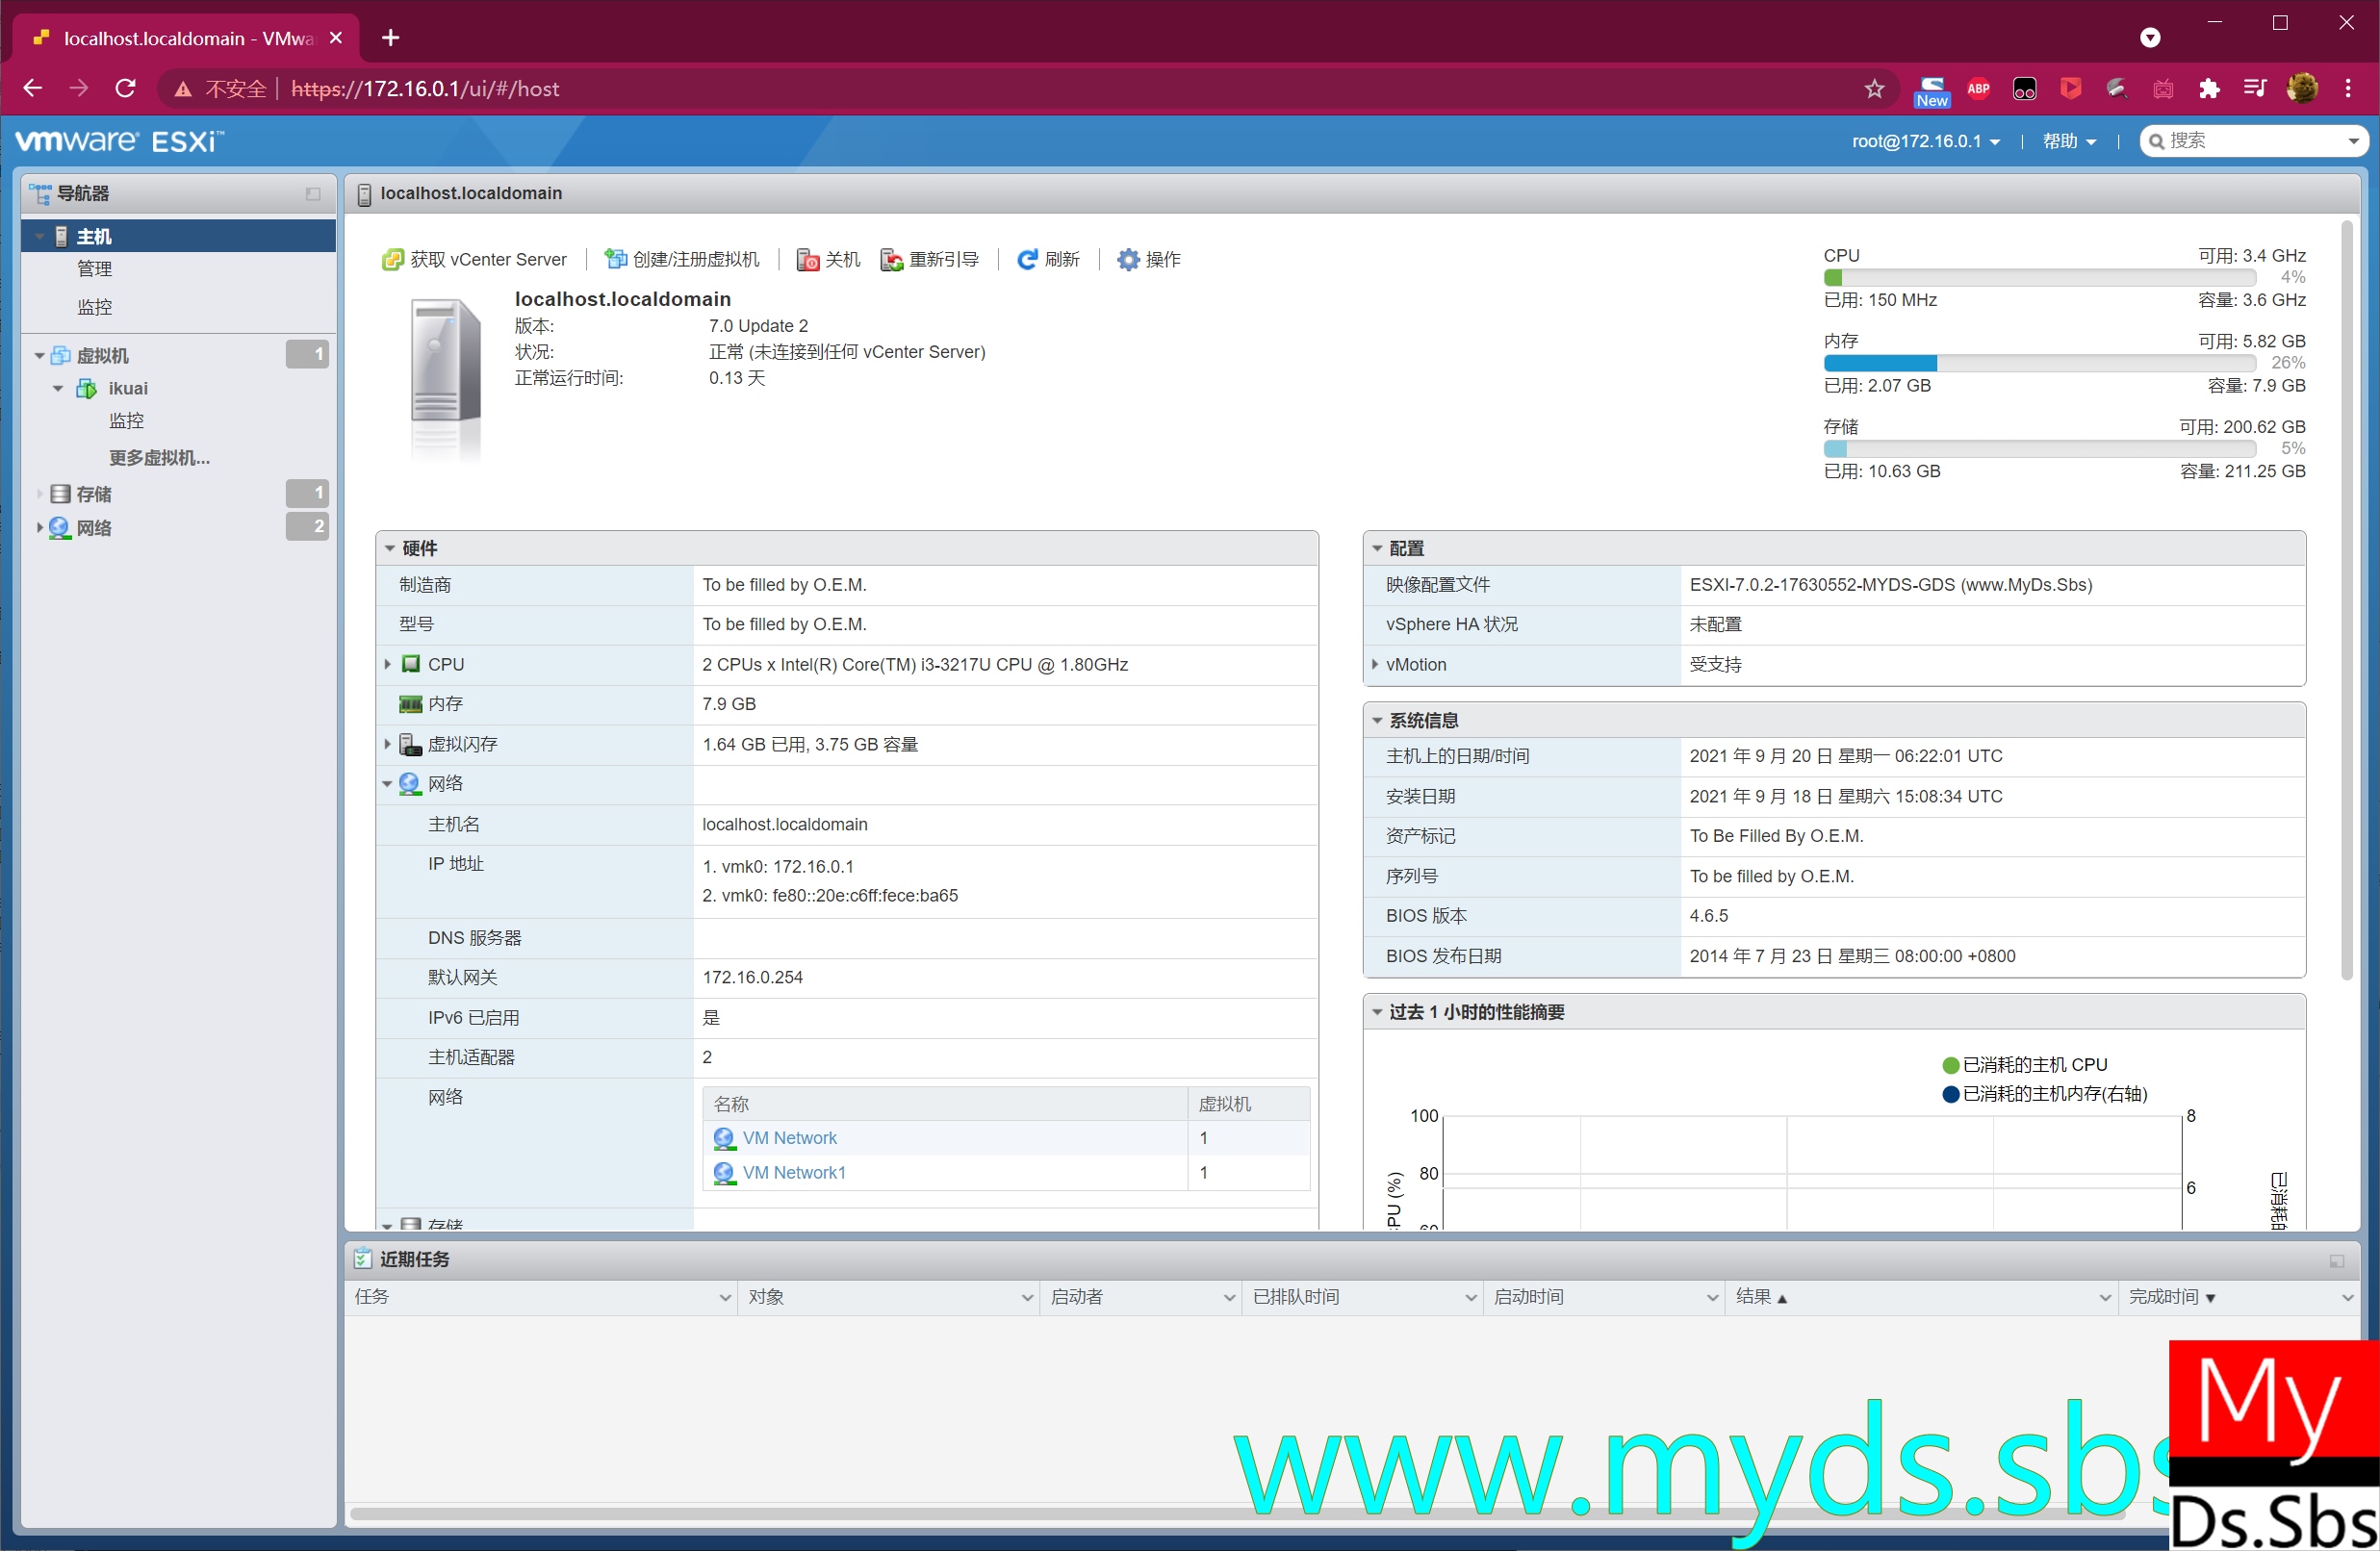 localhost.localdomain - VMwa
不安全 https://172.16.0.1/ui/#/host
New
ABP
vmware ESXi™
root@172.16.0.1 帮助 搜索
导航器
主机
管理
监控
虚拟机 1
ikuai
监控
更多虚拟机...
存储 1
网络 2
localhost.localdomain
获取 vCenter Server 创建/注册虚拟机 关机 重新引导 刷新 操作
localhost.localdomain
版本: 7.0 Update 2
状况: 正常 (未连接到任何 vCenter Server)
正常运行时间: 0.13 天
CPU 可用: 3.4 GHz
4%
已用: 150 MHz 容量: 3.6 GHz
内存 可用: 5.82 GB
26%
已用: 2.07 GB 容量: 7.9 GB
存储 可用: 200.62 GB
5%
已用: 10.63 GB 容量: 211.25 GB
硬件
制造商 To be filled by O.E.M.
型号 To be filled by O.E.M.
CPU 2 CPUs x Intel(R) Core(TM) i3-3217U CPU @ 1.80GHz
内存 7.9 GB
虚拟闪存 1.64 GB 已用, 3.75 GB 容量
网络
主机名 localhost.localdomain
IP 地址 1. vmk0: 172.16.0.1
2. vmk0: fe80::20e:c6ff:fece:ba65
DNS 服务器
默认网关 172.16.0.254
IPv6 已启用 是
主机适配器 2
网络 名称 虚拟机
VM Network 1
VM Network1 1
存储
配置
映像配置文件 ESXI-7.0.2-17630552-MYDS-GDS (www.MyDs.Sbs)
vSphere HA 状况 未配置
vMotion 受支持
系统信息
主机上的日期/时间 2021 年 9 月 20 日 星期一 06:22:01 UTC
安装日期 2021 年 9 月 18 日 星期六 15:08:34 UTC
资产标记 To Be Filled By O.E.M.
序列号 To be filled by O.E.M.
BIOS 版本 4.6.5
BIOS 发布日期 2014 年 7 月 23 日 星期三 08:00:00 +0800
过去 1 小时的性能摘要
已消耗的主机 CPU
已消耗的主机内存(右轴)
100 8
80
6
60
PU (%)
已消耗
近期任务
任务 对象 启动者 已排队时间 启动时间 结果▲ 完成时间▼
www.myds.sbs
My
Ds.Sbs